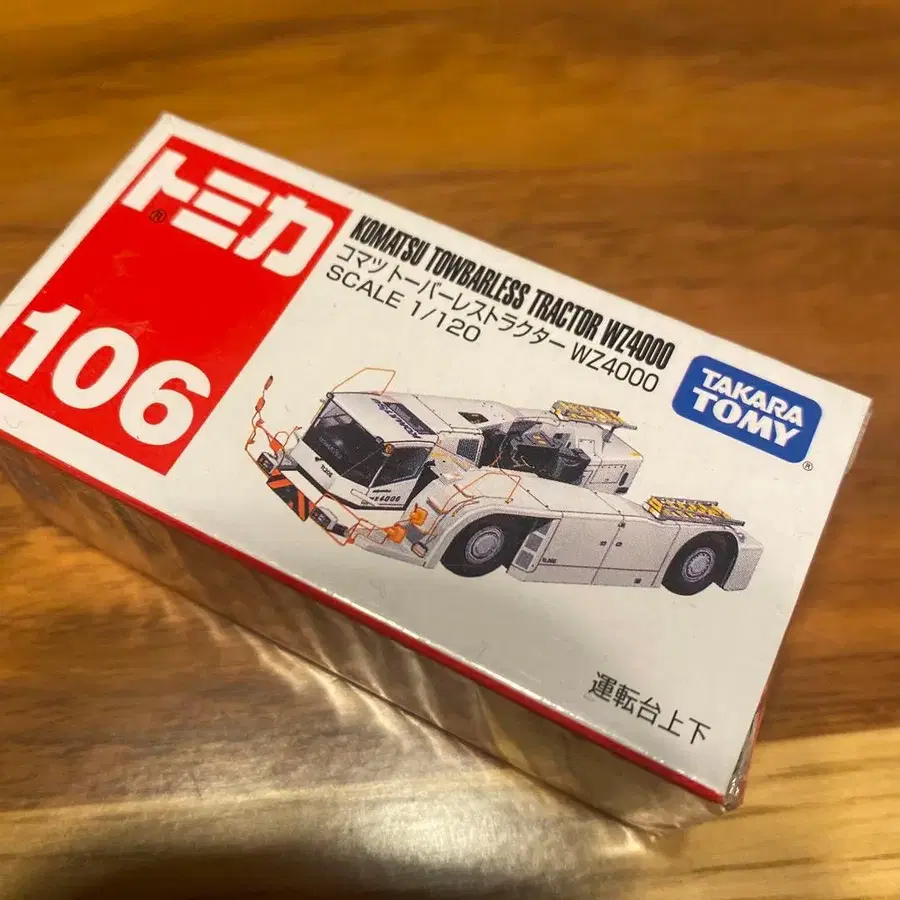 トミカ
®
106
KOMATSU TOWBARLESS TRACTOR WZ4000
コマツ トーバーレストラクター WZ4000
SCALE 1/120
TAKARA
TOMY
®
運転台上下